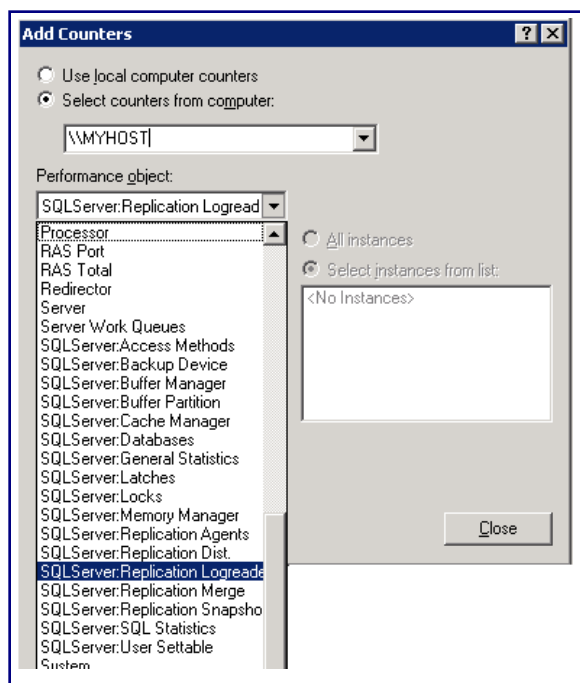 Add Counters
Use local computer counters
Select counters from computer:
\\MYHOST
Performance object:
SQLServer:Replication Logread
Processor
RAS Port
RAS Total
Redirector
Server
Server Work Queues
SQLServer:Access Methods
SQLServer:Backup Device
SQLServer:Buffer Manager
SQLServer:Buffer Partition
SQLServer:Cache Manager
SQLServer:Databases
SQLServer:General Statistics
SQLServer:Latches
SQLServer:Locks
SQLServer:Memory Manager
SQLServer:Replication Agents
SQLServer:Replication Dist.
SQLServer:Replication Logreade
SQLServer:Replication Merge
SQLServer:Replication Snapsho
SQLServer:SQL Statistics
SQLServer:User Settable
System
All instances
Select instances from list:
<No Instances>
Close